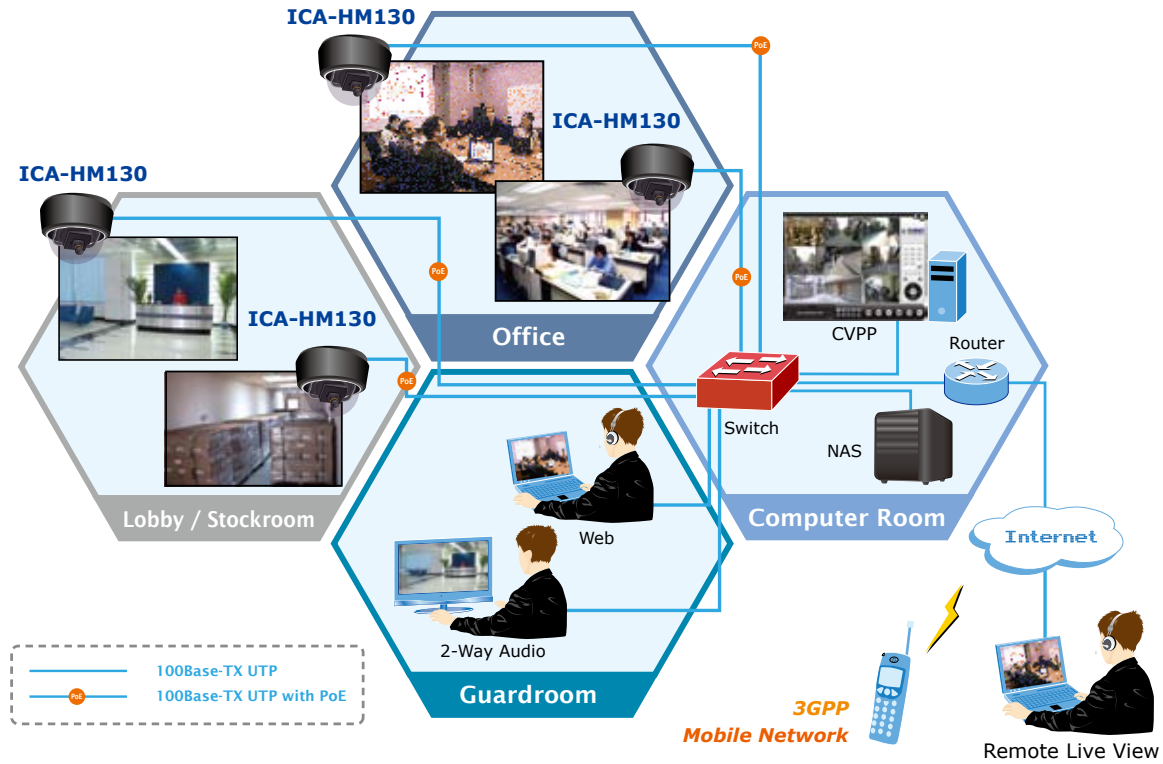 ICA-HM130
PoE
ICA-HM130
ICA-HM130
PoE
PoE
ICA-HM130
Office
CVPP
Router
PoE
Switch
NAS
Lobby / Stockroom
Computer Room
Web
Internet
2-Way Audio
100Base-TX UTP
PoE
100Base-TX UTP with PoE
Guardroom
3GPP
Mobile Network
Remote Live View